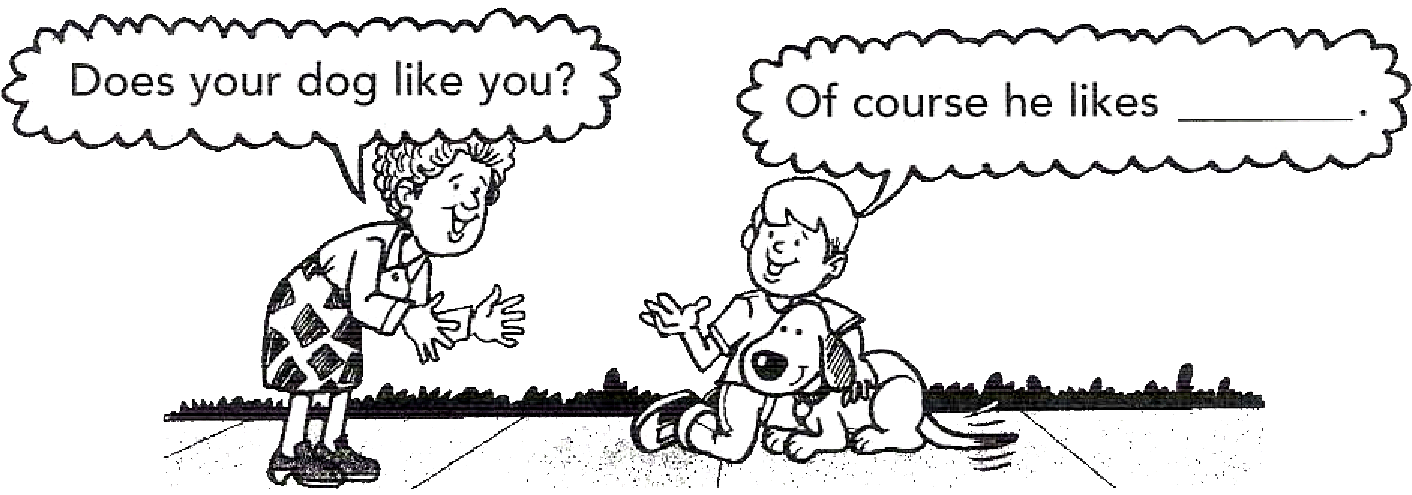 Does your dog like you?
Of course he likes ________.